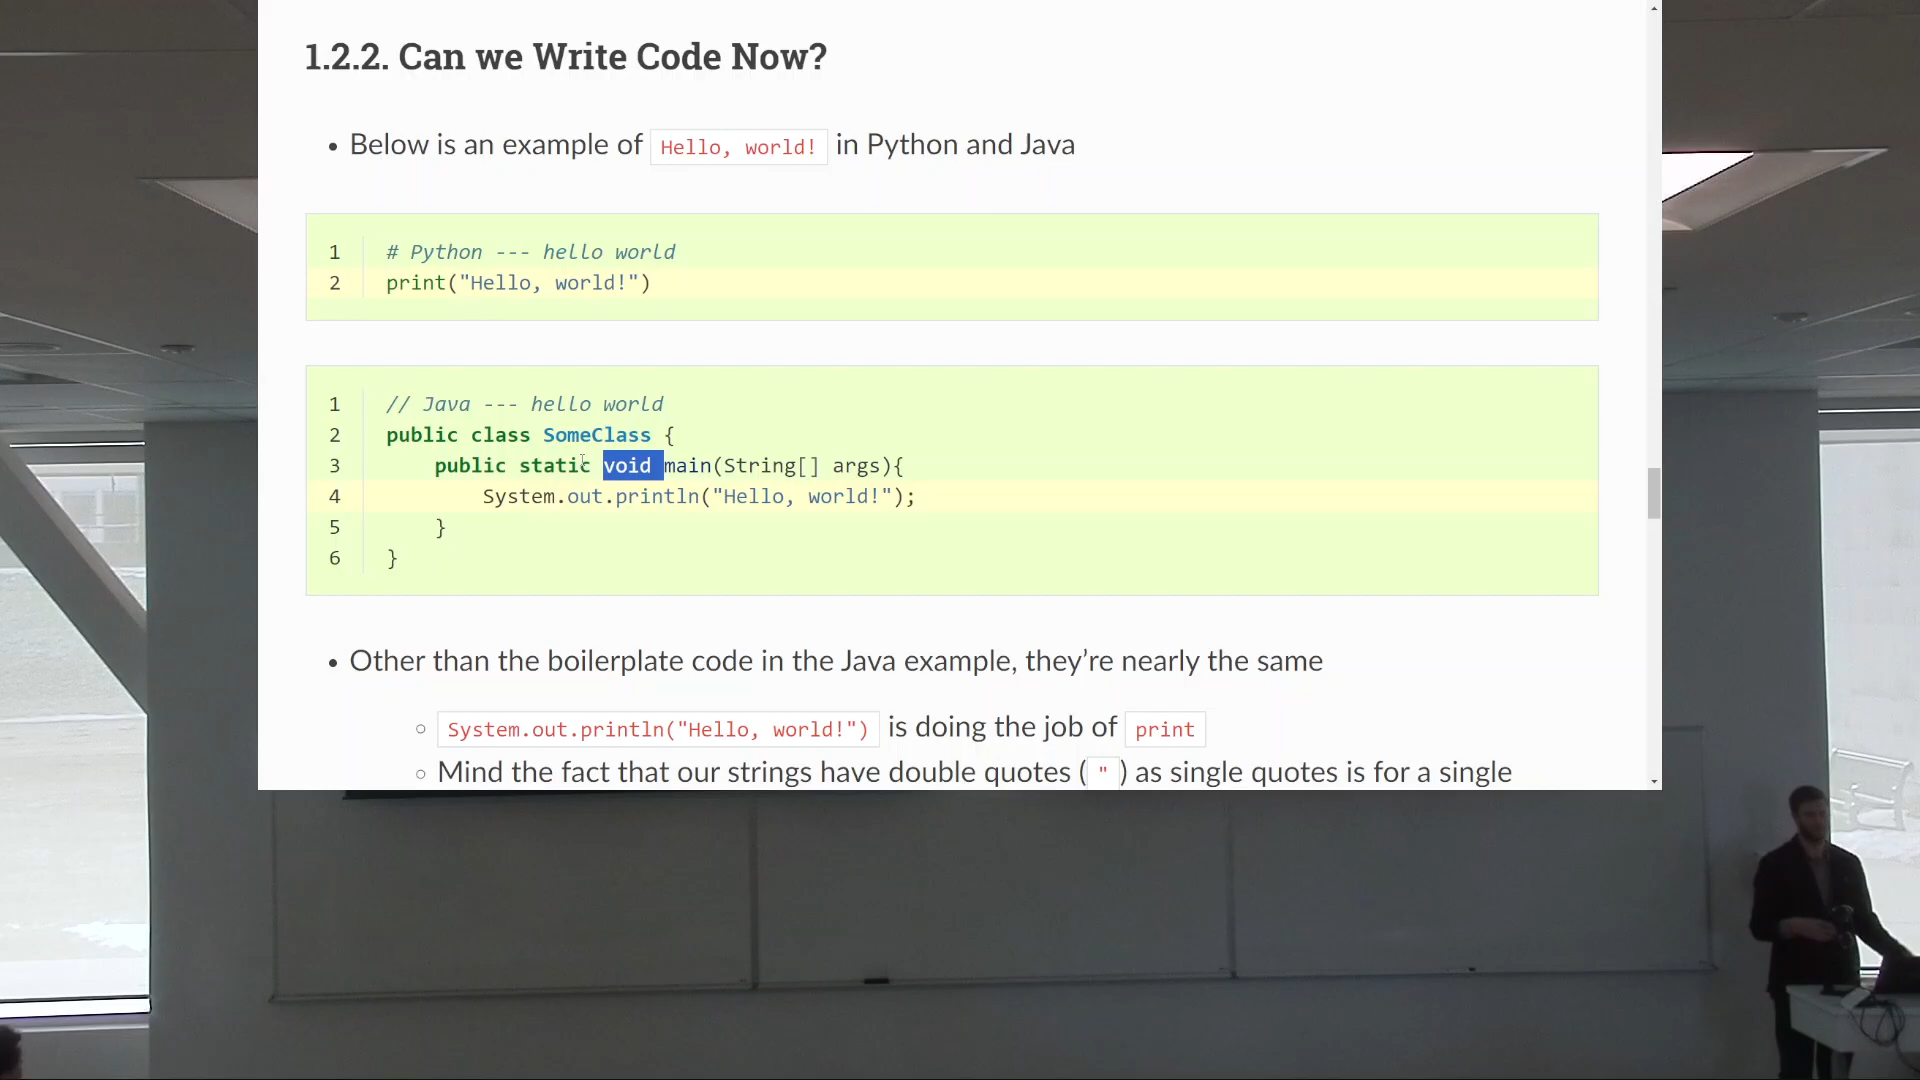 1.2.2. Can we Write Code Now?
• Below is an example of Hello, world! in Python and Java
1 # Python --- hello world
2 print("Hello, world!")
1 // Java --- hello world
2 public class SomeClass {
3     public static void main(String[] args){
4         System.out.println("Hello, world!");
5     }
6 }
• Other than the boilerplate code in the Java example, they’re nearly the same
◦ System.out.println("Hello, world!") is doing the job of print
◦ Mind the fact that our strings have double quotes (") as single quotes is for a single